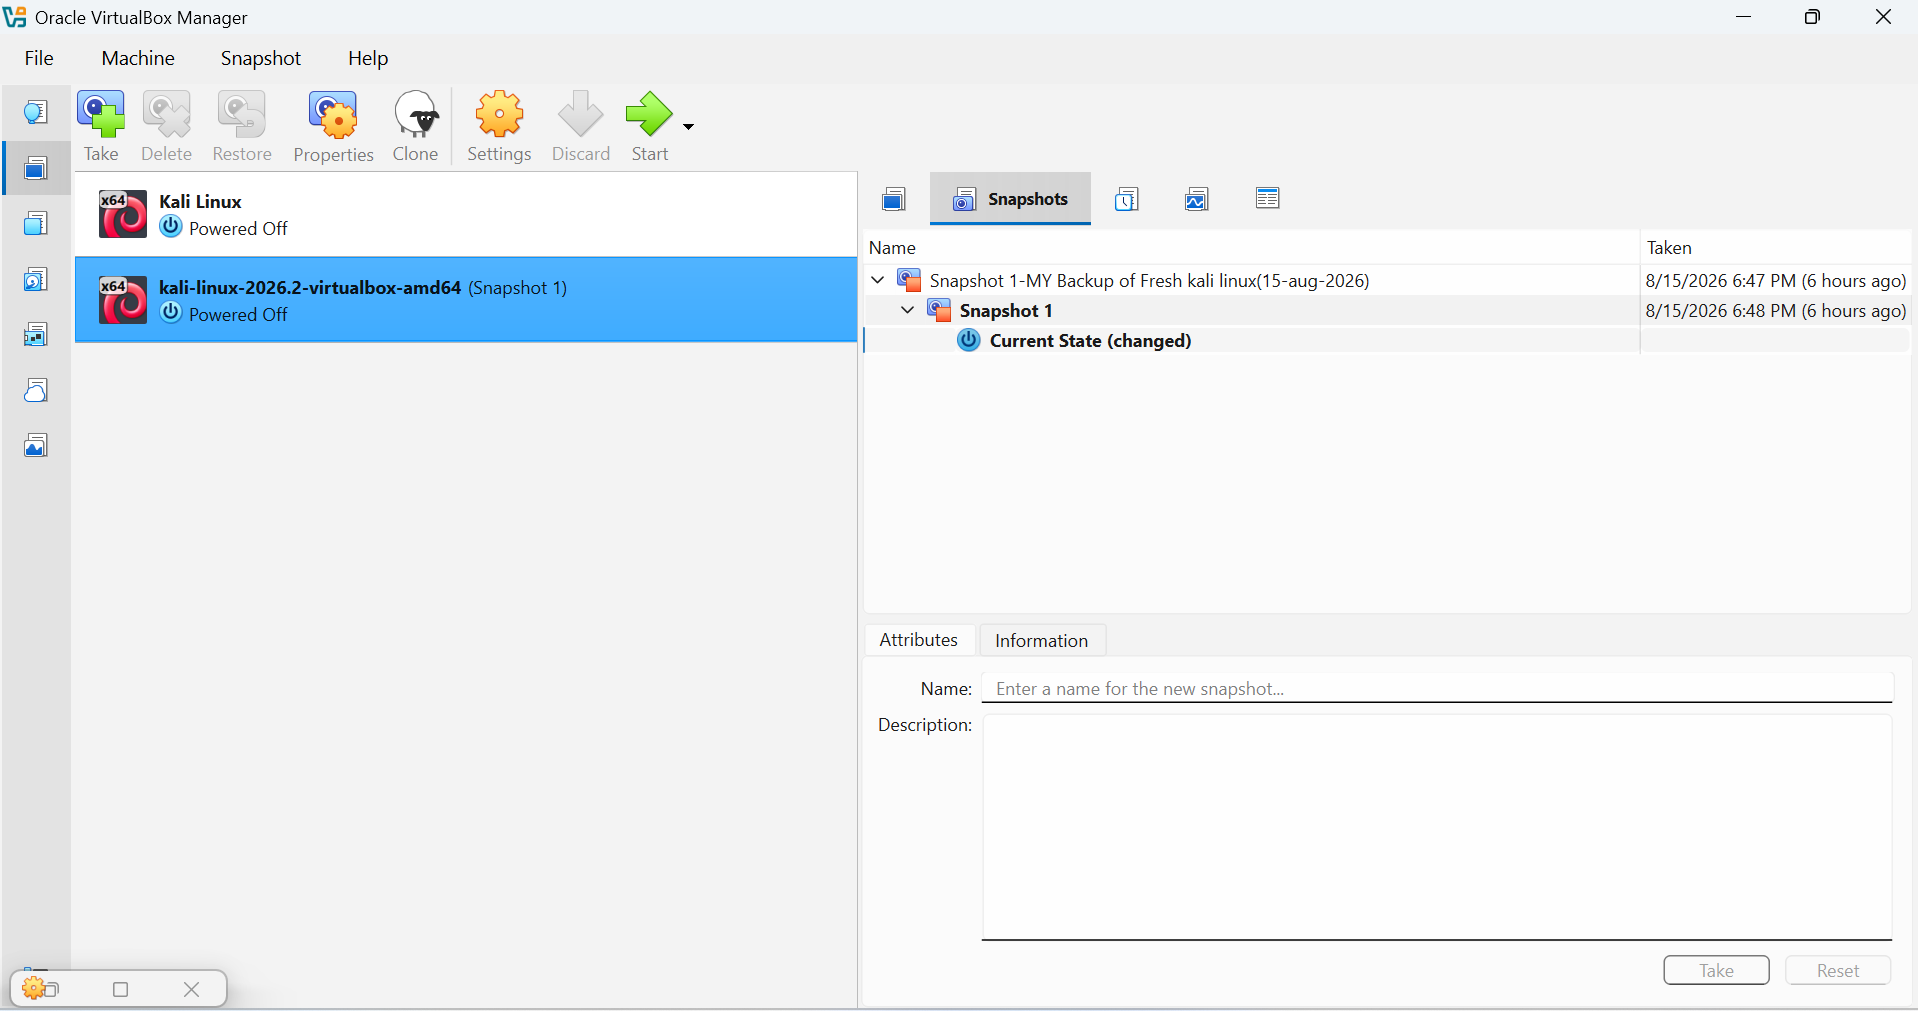 Oracle VirtualBox Manager
File Machine Snapshot Help
Take Delete Restore Properties Clone Settings Discard Start
x64 Kali Linux
Powered Off
x64 kali-linux-2026.2-virtualbox-amd64 (Snapshot 1)
Powered Off
Snapshots
Name Taken
Snapshot 1-MY Backup of Fresh kali linux(15-aug-2026) 8/15/2026 6:47 PM (6 hours ago)
Snapshot 1 8/15/2026 6:48 PM (6 hours ago)
Current State (changed)
Attributes Information
Name: Enter a name for the new snapshot...
Description:
Take Reset